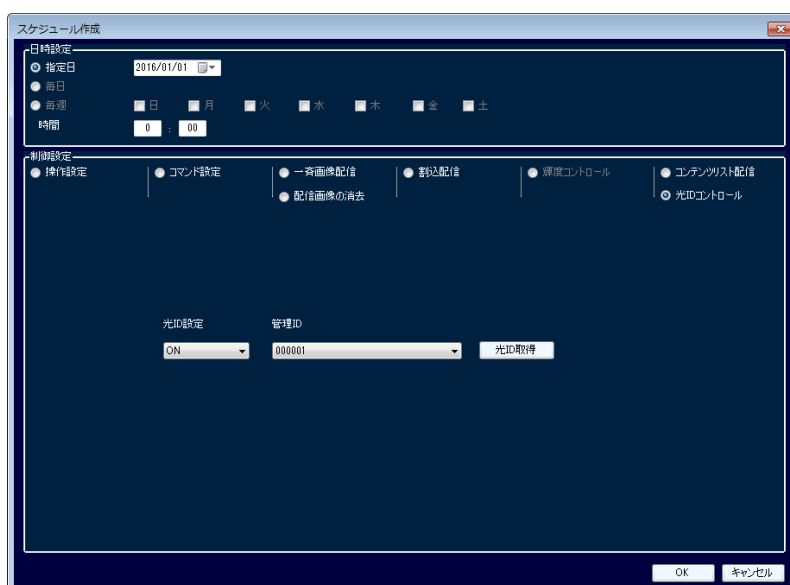 スケジュール作成
日時設定
指定日 2016/01/01
毎日
毎週 日 月 火 水 木 金 土
時間 0 : 00
制御設定
操作設定 コマンド設定 一斉画像配信 割込配信 輝度コントロール コンテンツリスト配信
配信画像の消去 光IDコントロール
光ID設定 管理ID
ON 000001 光ID取得
OK キャンセル